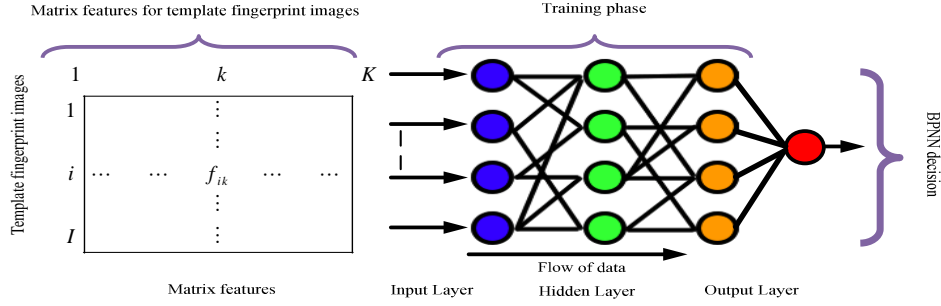 Matrix features for template fingerprint images
Training phase
1 k K
Template fingerprint images
1
⋮
⋮
i ⋯ ⋯ f ik ⋯ ⋯
⋮
⋮
I
BPNN decision
Flow of data
Matrix features
Input Layer
Hidden Layer
Output Layer